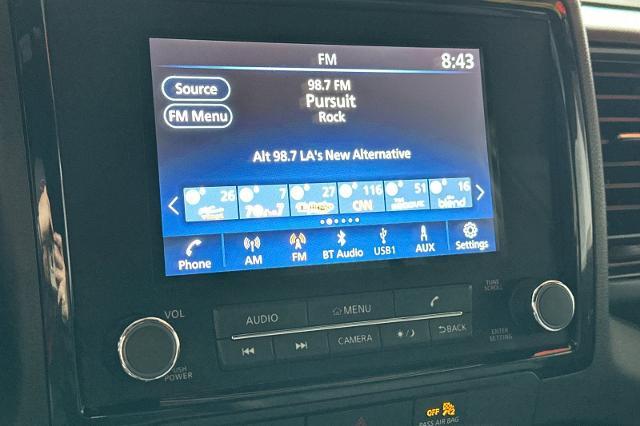 FM
8:43
Source
98.7 FM
Pursuit
FM Menu
Rock
Alt 98.7 LA's New Alternative
26
7
27
116
51
16
CNN
blend
Phone
AM
FM
BT Audio
USB1
AUX
Settings
VOL
AUDIO
MENU
TUNE
SCROLL
CAMERA
BACK
ENTER
SETTING
PUSH
POWER
OFF
PASS AIR BAG